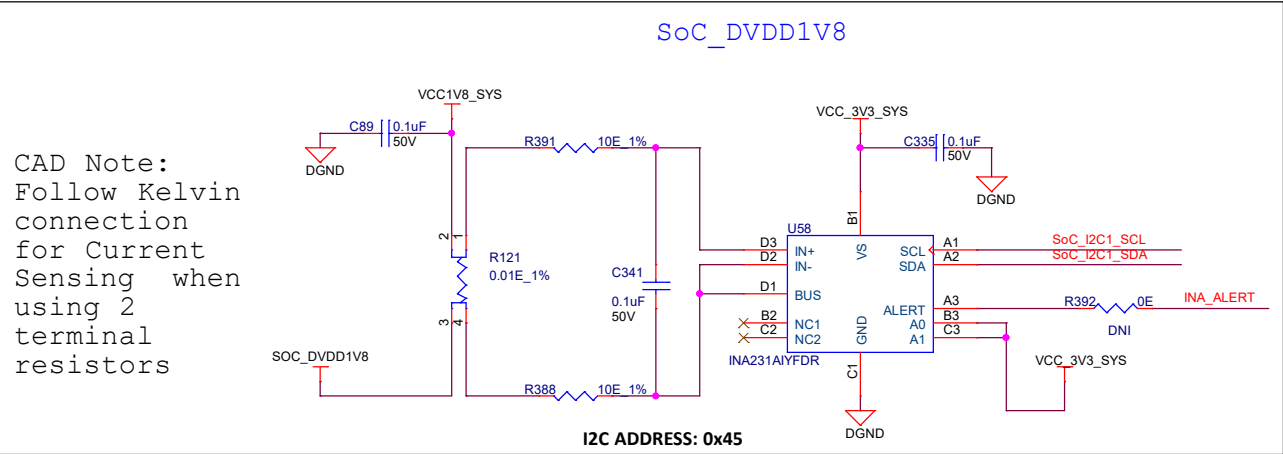 SoC_DVDD1V8
CAD Note:
Follow Kelvin
connection
for Current
Sensing when
using 2
terminal
resistors
VCC1V8_SYS
C89
0.1uF
50V
DGND
2
1
R121
0.01E_1%
3
4
SOC_DVDD1V8
R391
10E_1%
R388
10E_1%
C341
0.1uF
50V
VCC_3V3_SYS
C335
0.1uF
50V
DGND
B1
U58
D3
IN+
D2
IN-
D1
BUS
B2
NC1
C2
NC2
VS
GND
SCL
A1
SoC_I2C1_SCL
SDA
A2
SoC_I2C1_SDA
ALERT
A3
A0
B3
A1
C3
INA231AIYFDR
C1
DGND
R392
0E
DNI
INA_ALERT
VCC_3V3_SYS
I2C ADDRESS: 0x45